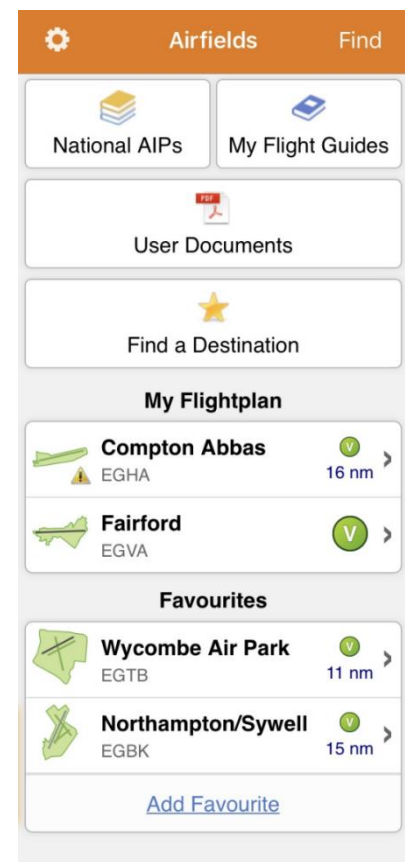 Airfields
Find
National AIPs
My Flight Guides
PDF
User Documents
Find a Destination
My Flightplan
Compton Abbas
V
EGHA
16 nm
Fairford
V
EGVA
Favourites
Wycombe Air Park
V
EGTB
11 nm
Northampton/Sywell
V
EGBK
15 nm
Add Favourite